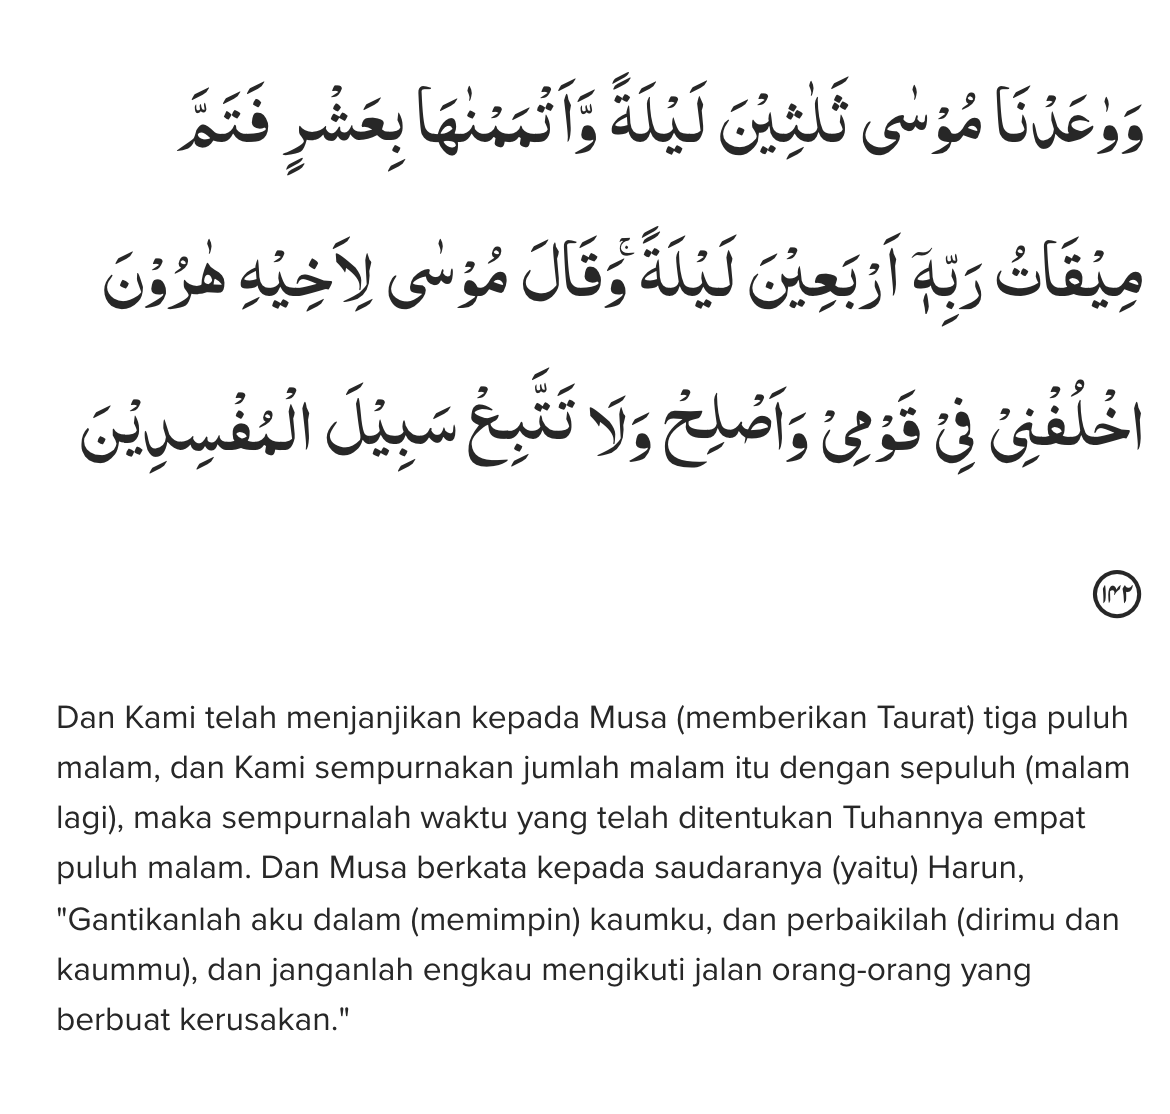 وَوٰعَدْنَا مُوْسٰى ثَلٰثِيْنَ لَيْلَةً وَّاَتْمَمْنٰهَا بِعَشْرٍ فَتَمَّ
مِيْقَاتُ رَبِّهٖٓ اَرْبَعِيْنَ لَيْلَةً ۚوَقَالَ مُوْسٰى لِاَخِيْهِ هٰرُوْنَ
اخْلُفْنِيْ فِيْ قَوْمِيْ وَاَصْلِحْ وَلَا تَتَّبِعْ سَبِيْلَ الْمُفْسِدِيْنَ
۱۴۲
Dan Kami telah menjanjikan kepada Musa (memberikan Taurat) tiga puluh
malam, dan Kami sempurnakan jumlah malam itu dengan sepuluh (malam
lagi), maka sempurnalah waktu yang telah ditentukan Tuhannya empat
puluh malam. Dan Musa berkata kepada saudaranya (yaitu) Harun,
"Gantikanlah aku dalam (memimpin) kaumku, dan perbaikilah (dirimu dan
kaummu), dan janganlah engkau mengikuti jalan orang-orang yang
berbuat kerusakan."